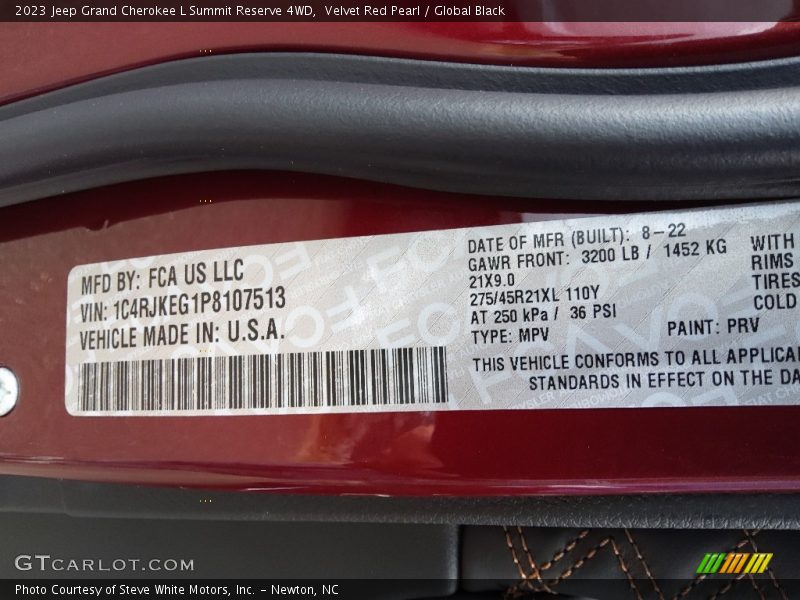 2023 Jeep Grand Cherokee L Summit Reserve 4WD,  Velvet Red Pearl / Global Black
MFD BY: FCA US LLC
VIN: 1C4RJKEG1P8107513
VEHICLE MADE IN: U.S.A.
DATE OF MFR (BUILT): 8-22
GAWR FRONT: 3200 LB / 1452 KG
21X9.0
275/45R21XL 110Y
AT 250 kPa / 36 PSI
TYPE: MPV PAINT: PRV
WITH
RIMS
TIRES
COLD
THIS VEHICLE CONFORMS TO ALL APPLICA
STANDARDS IN EFFECT ON THE DA
GTCARLOT.COM
Photo Courtesy of Steve White Motors, Inc. – Newton, NC